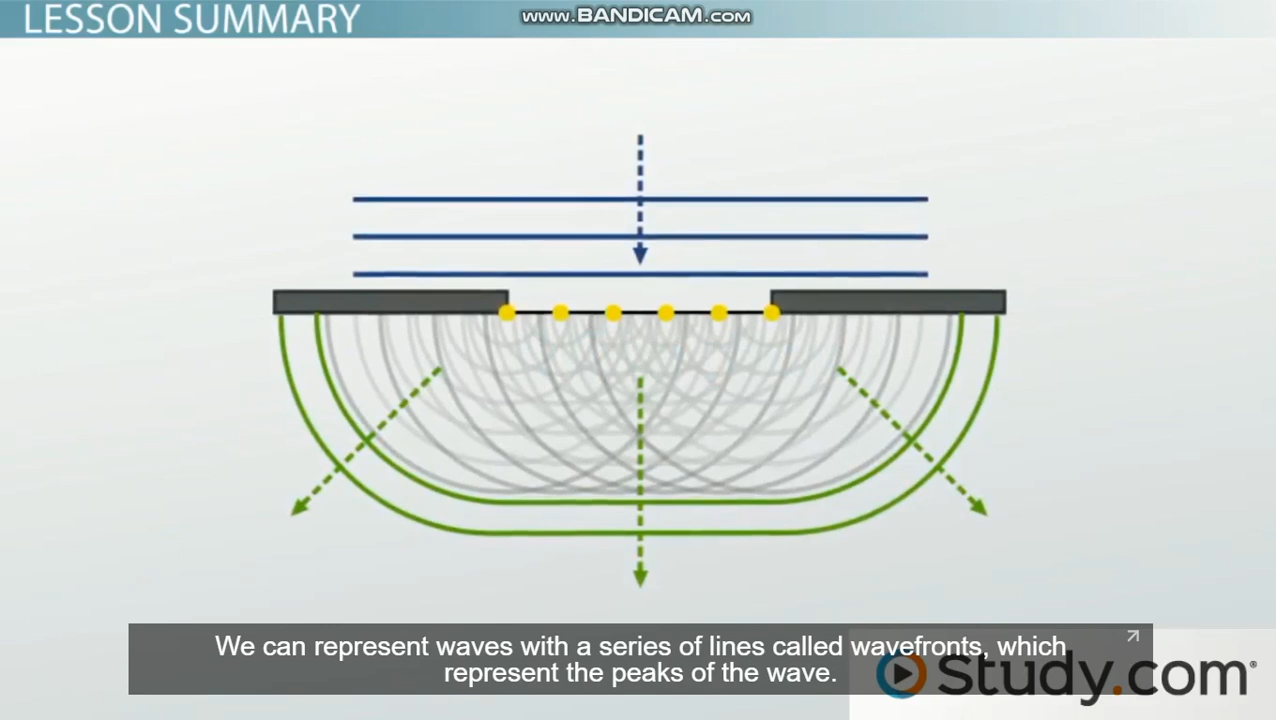 LESSON SUMMARY
www.BANDICAM.com
We can represent waves with a series of lines called wavefronts, which
represent the peaks of the wave.
Study.com®